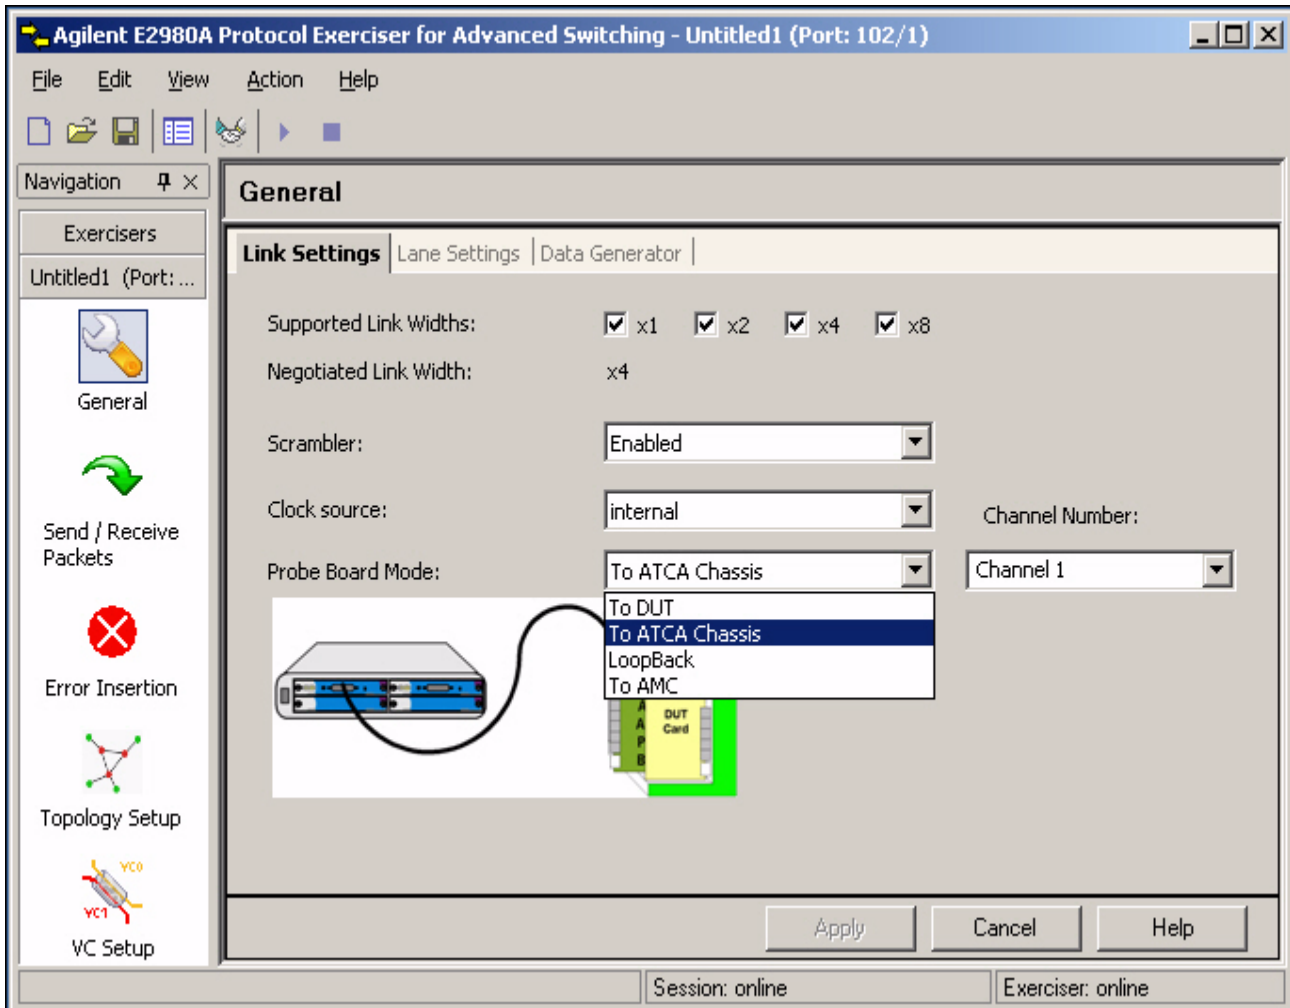 Agilent E2980A Protocol Exerciser for Advanced Switching - Untitled1 (Port: 102/1)
File Edit View Action Help
Navigation
Exercisers
Untitled1 (Port: ...
General
Send / Receive
Packets
Error Insertion
Topology Setup
VC0
VC1
VC Setup
General
Link Settings Lane Settings Data Generator
Supported Link Widths: x1 x2 x4 x8
Negotiated Link Width: x4
Scrambler: Enabled
Clock source: internal
Channel Number:
Probe Board Mode: To ATCA Chassis Channel 1
To DUT
To ATCA Chassis
LoopBack
To AMC
A
A
P
B
DUT
Card
Apply Cancel Help
Session: online Exerciser: online